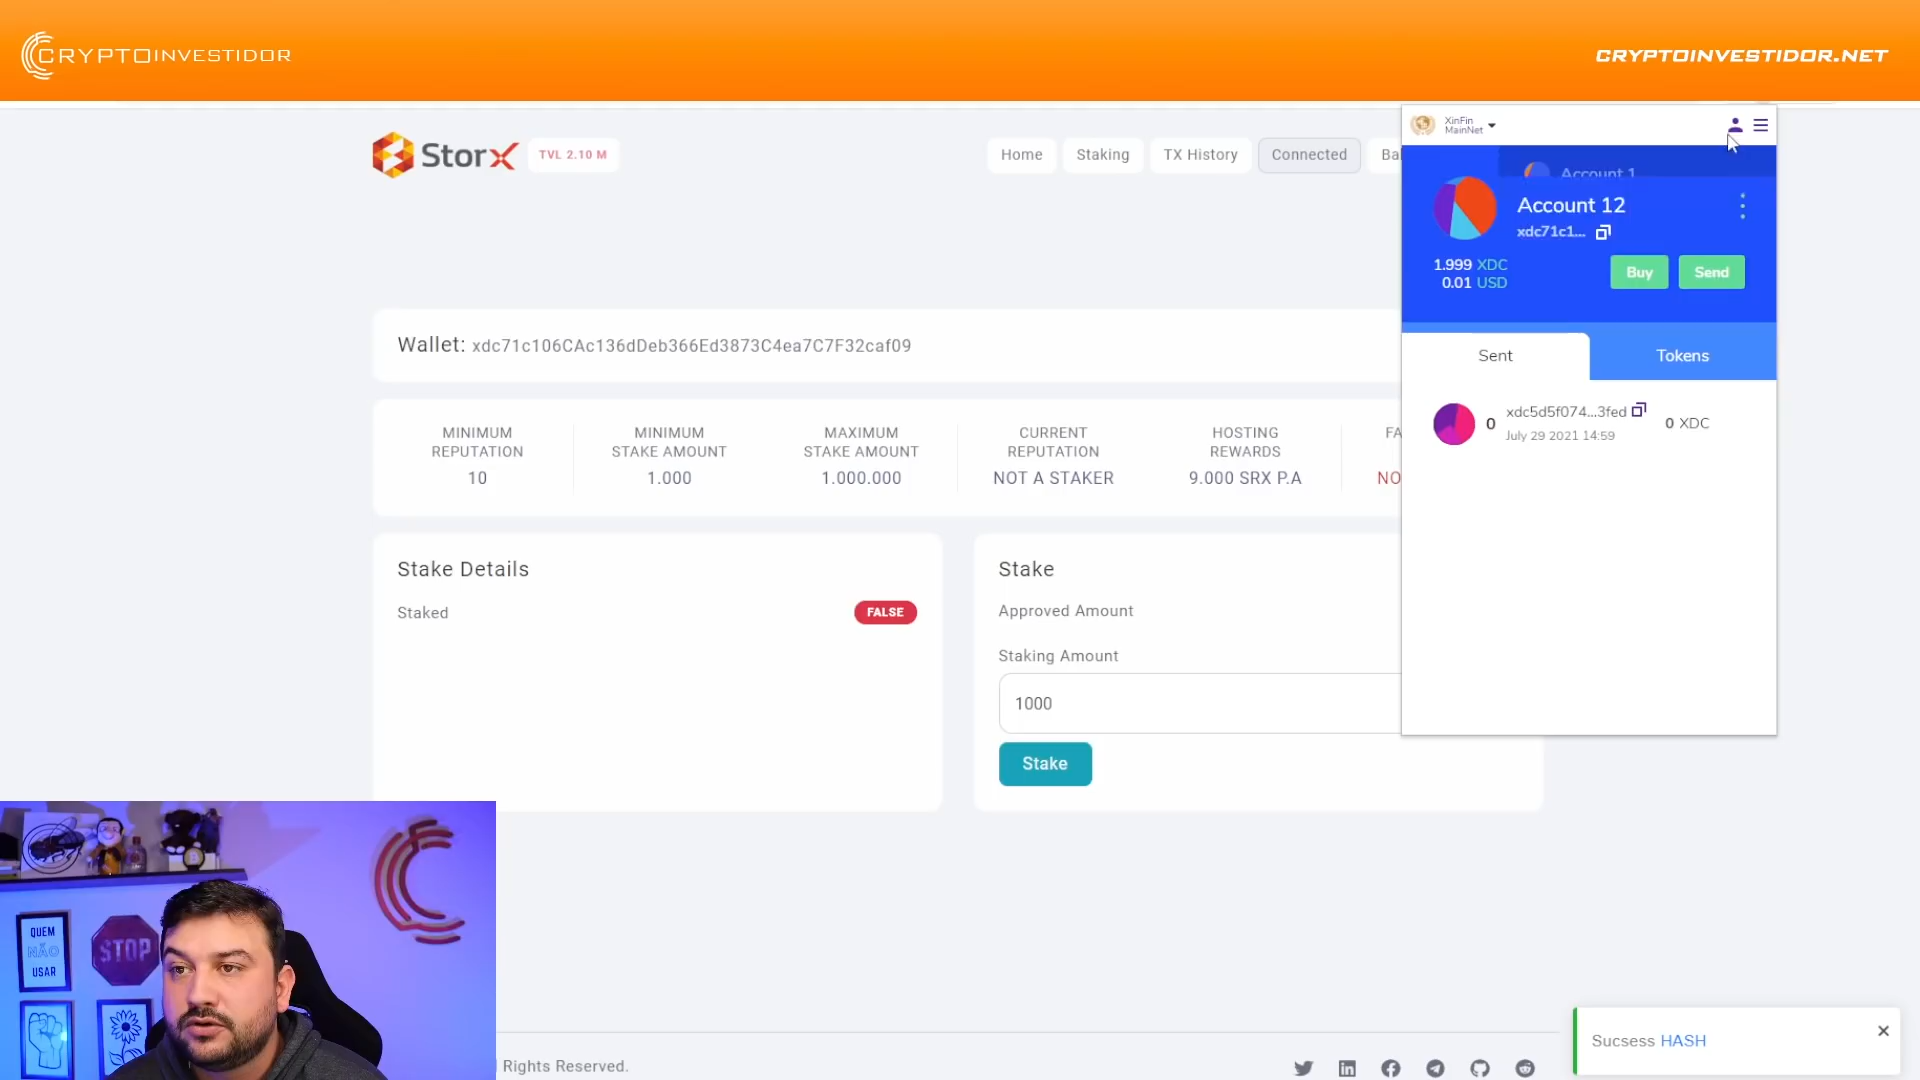 CRYPTOINVESTIDOR
CRYPTOINVESTIDOR.NET
StorX
TVL 2.10 M
Home
Staking
TX History
Connected
XinFin
MainNet
Account 1
Account 12
xdc71c1...
1.999 XDC
0.01 USD
Buy
Send
Sent
Tokens
0
xdc5d5f074...3fed
0 XDC
July 29 2021 14:59
Wallet: xdc71c106CAc136dDeb366Ed3873C4ea7C7F32caf09
MINIMUM
REPUTATION
10
MINIMUM
STAKE AMOUNT
1.000
MAXIMUM
STAKE AMOUNT
1.000.000
CURRENT
REPUTATION
NOT A STAKER
HOSTING
REWARDS
9.000 SRX P.A
FA
NO
Stake Details
Staked
FALSE
Stake
Approved Amount
Staking Amount
1000
Stake
QUEM
NÃO
USAR
STOP
Rights Reserved.
Sucsess HASH